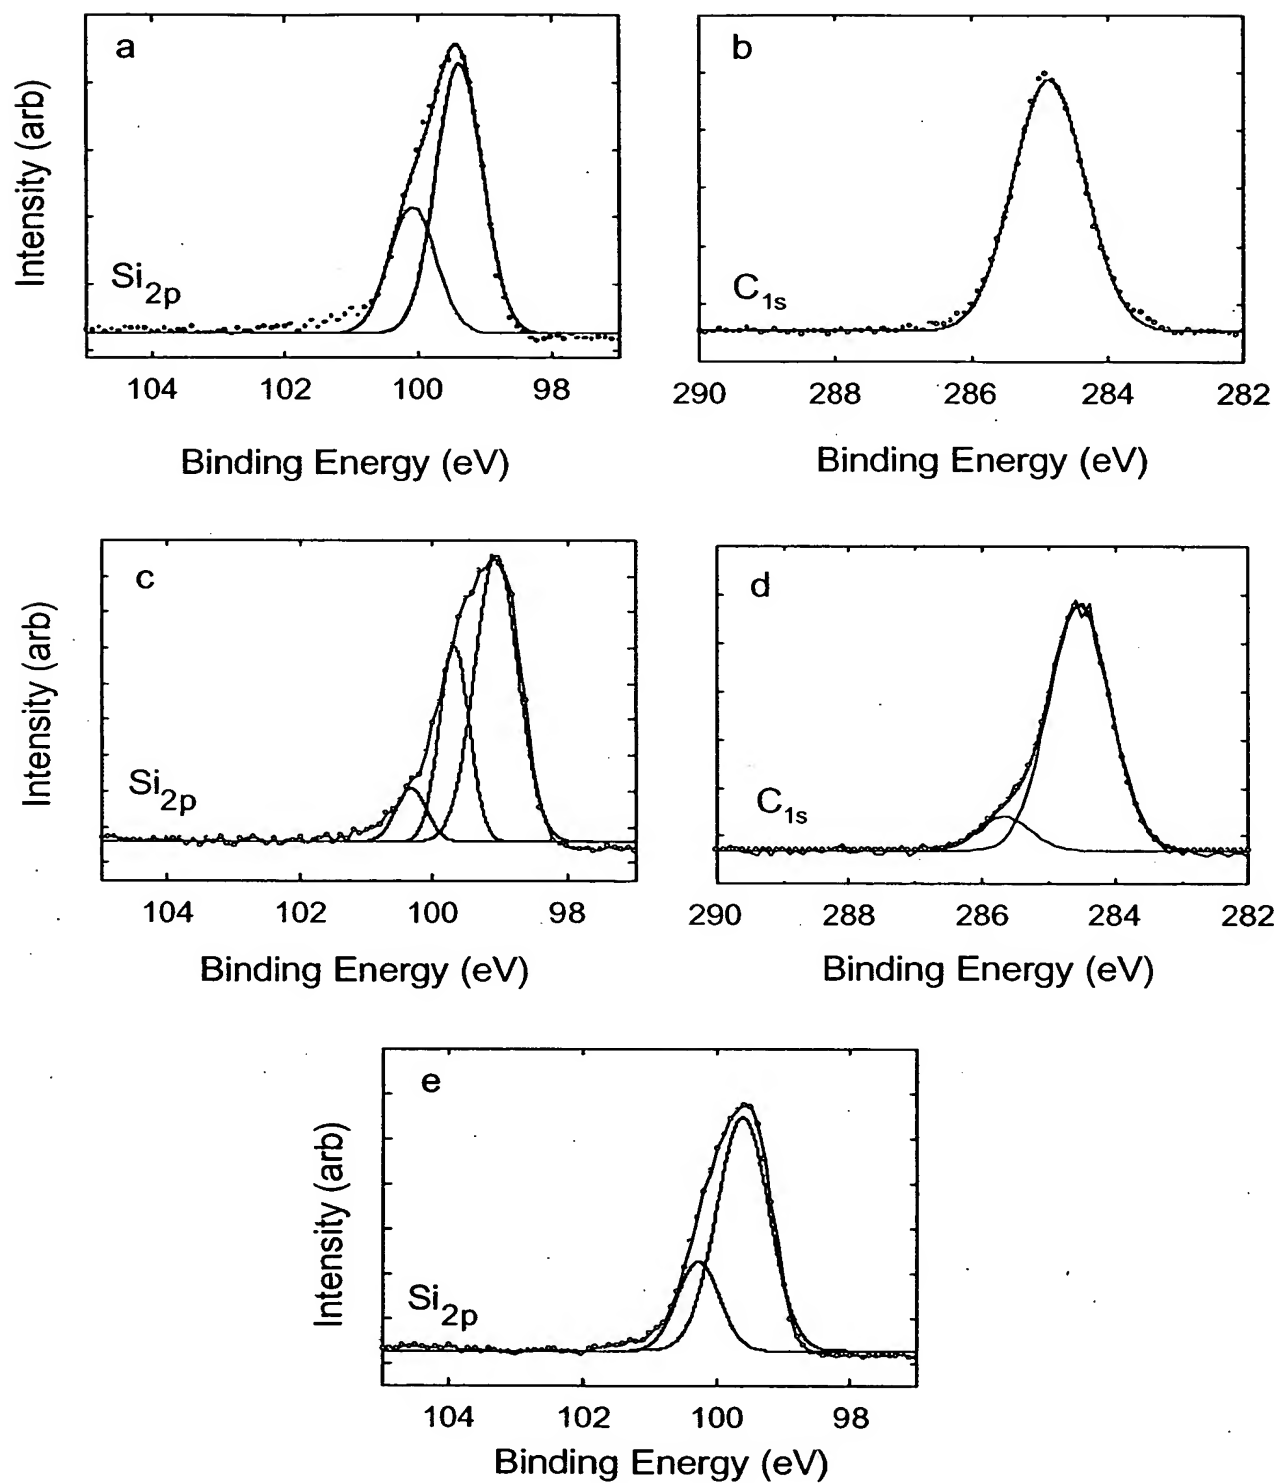 a
Intensity (arb)
Si2p
104 102 100 98
Binding Energy (eV)
b
C1s
290 288 286 284 282
Binding Energy (eV)
c
Intensity (arb)
Si2p
104 102 100 98
Binding Energy (eV)
d
C1s
290 288 286 284 282
Binding Energy (eV)
e
Intensity (arb)
Si2p
104 102 100 98
Binding Energy (eV)